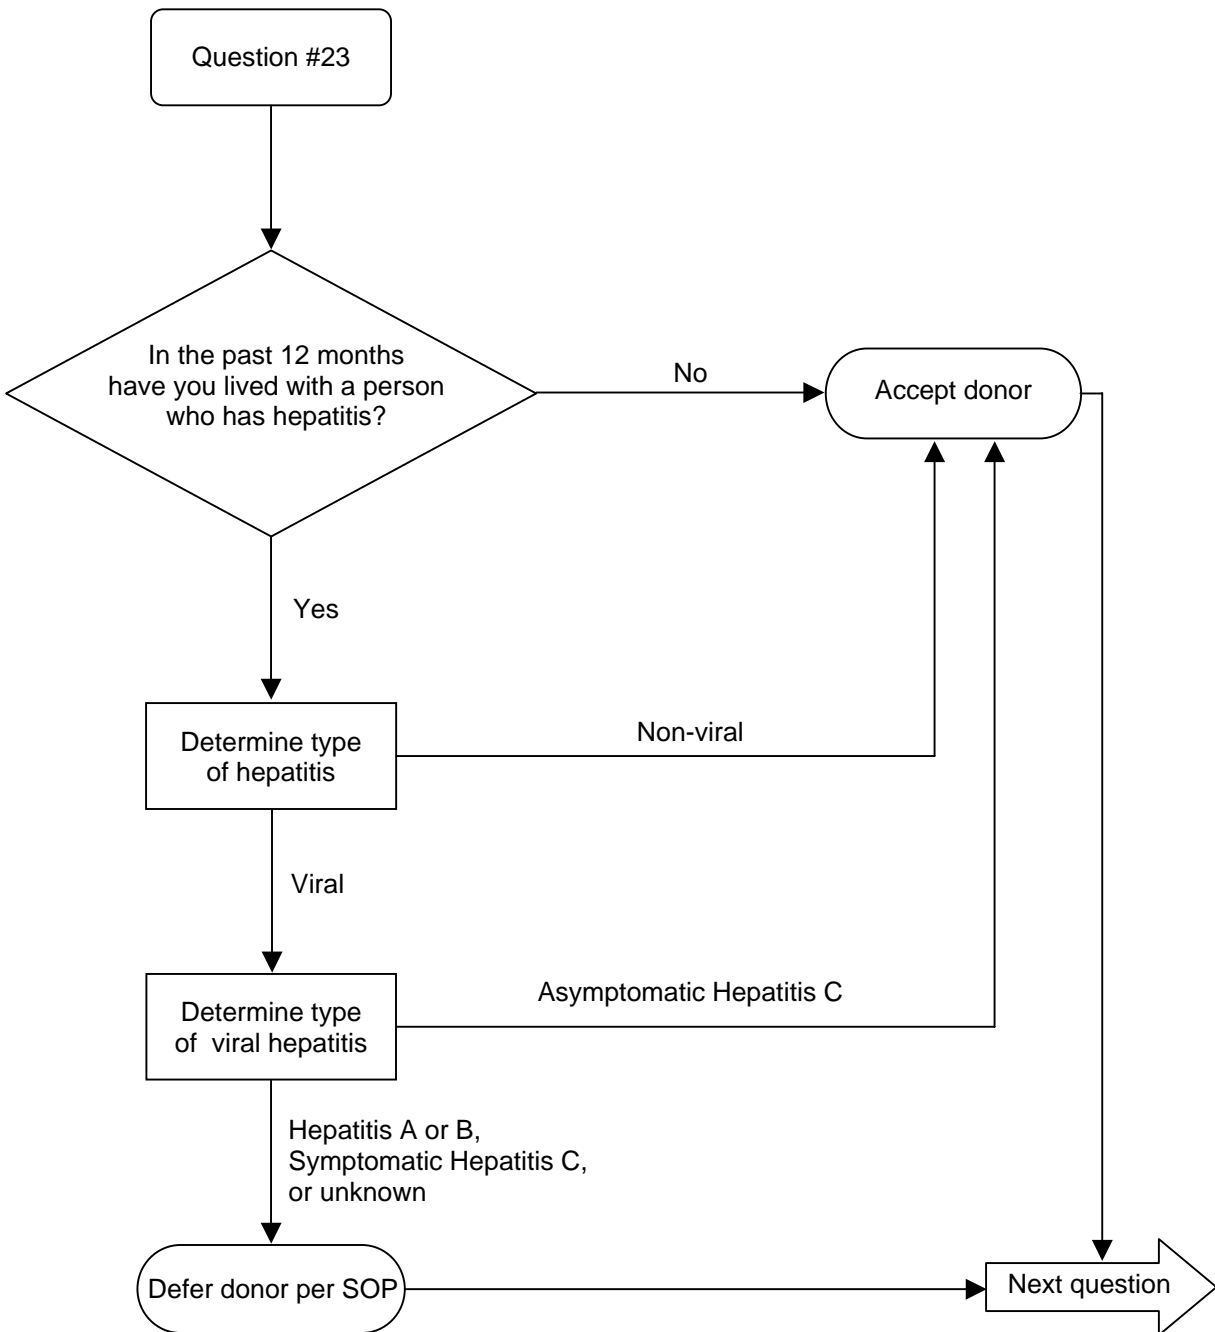 Question #23
In the past 12 months
have you lived with a person
who has hepatitis?
No
Accept donor
Yes
Determine type
of hepatitis
Non-viral
Viral
Determine type
of viral hepatitis
Asymptomatic Hepatitis C
Hepatitis A or B,
Symptomatic Hepatitis C,
or unknown
Defer donor per SOP
Next question